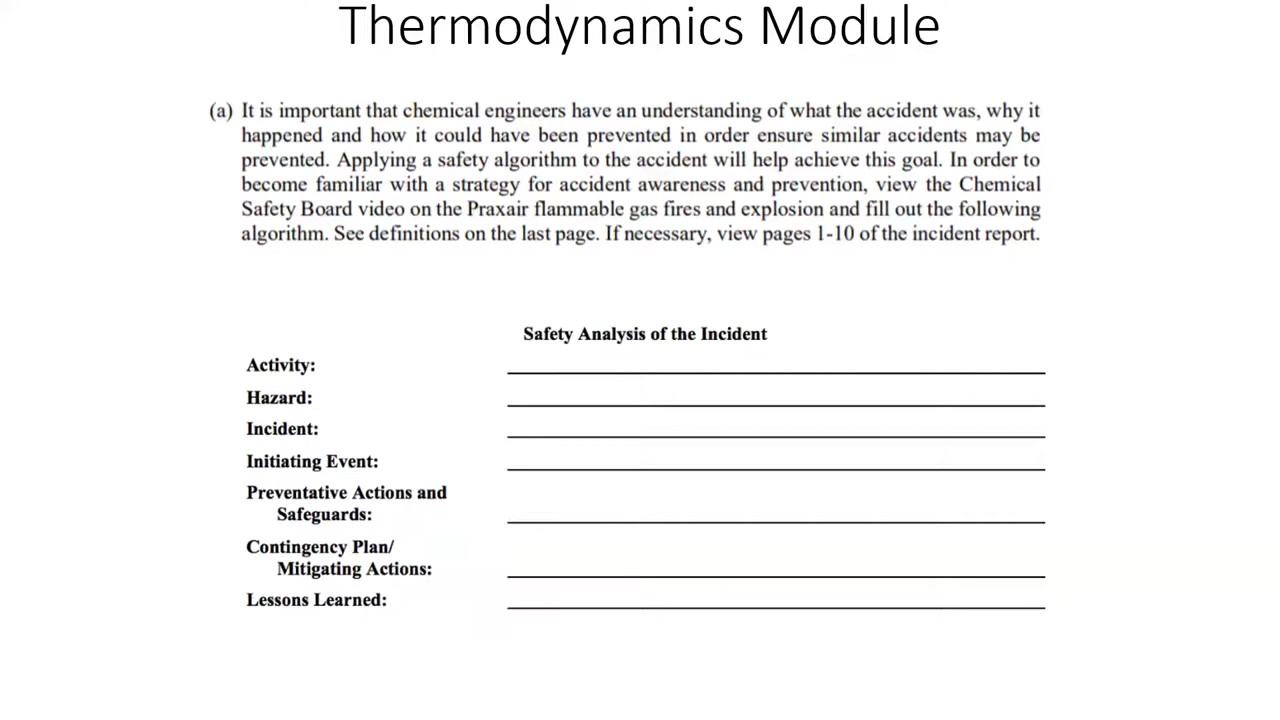 Thermodynamics Module
(a) It is important that chemical engineers have an understanding of what the accident was, why it
happened and how it could have been prevented in order ensure similar accidents may be
prevented. Applying a safety algorithm to the accident will help achieve this goal. In order to
become familiar with a strategy for accident awareness and prevention, view the Chemical
Safety Board video on the Praxair flammable gas fires and explosion and fill out the following
algorithm. See definitions on the last page. If necessary, view pages 1-10 of the incident report.
Safety Analysis of the Incident
Activity:
Hazard:
Incident:
Initiating Event:
Preventative Actions and
Safeguards:
Contingency Plan/
Mitigating Actions:
Lessons Learned: